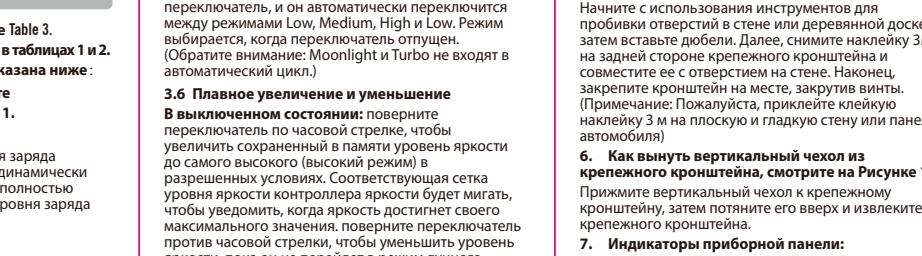 е Table 3.
в таблицах 1 и 2.
казана ниже:
те
1.
я заряда
динамически
полностью
ровня заряда
переключатель, и он автоматически переключится
между режимами Low, Medium, High и Low. Режим
выбирается, когда переключатель отпущен.
(Обратите внимание: Moonlight и Turbo не входят в
автоматический цикл.)
3.6 Плавное увеличение и уменьшение
В выключенном состоянии: поверните
переключатель по часовой стрелке, чтобы
увеличить сохраненный в памяти уровень яркости
до самого высокого (высокий режим) в
разрешенных условиях. Соответствующая сетка
уровня яркости контроллера яркости будет мигать,
чтобы уведомить, когда яркость достигнет своего
максимального значения. поверните переключатель
против часовой стрелки, чтобы уменьшить уровень
Начните с использования инструментов для
пробивки отверстий в стене или деревянной доске
затем вставьте дюбели. Далее, снимите наклейку 3
на задней стороне крепежного кронштейна и
совместите ее с отверстием на стене. Наконец,
закрепите кронштейн на месте, закрутив винты.
(Примечание: Пожалуйста, приклейте клейкую
наклейку 3 м на плоскую и гладкую стену или пане
автомобиля)
6. Как вынуть вертикальный чехол из
крепежного кронштейна, смотрите на Рисунке 1
Прижмите вертикальный чехол к крепежному
кронштейну, затем потяните его вверх и извлеките
крепежного кронштейна.
7. Индикаторы приборной панели: